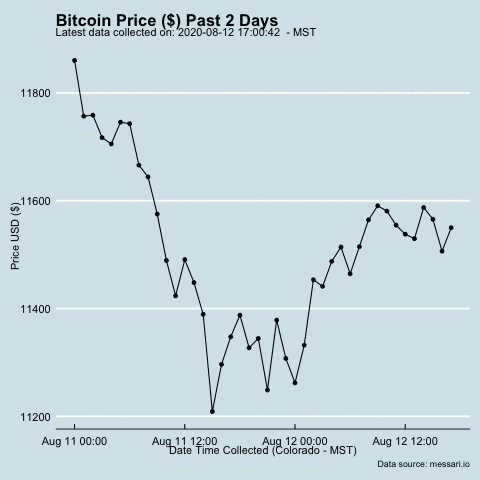 Bitcoin Price ($) Past 2 Days
Latest data collected on: 2020-08-12 17:00:42  - MST
11800
11600
11400
11200
Price USD ($)
Aug 11 00:00
Aug 11 12:00
Aug 12 00:00
Aug 12 12:00
Date Time Collected (Colorado - MST)
Data source: messari.io